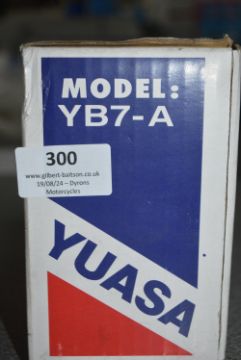 MODEL:
YB7-A
300
www.gilbert-baitson.co.uk
19/08/24 – Dyrons
Motorcycles
YUASA